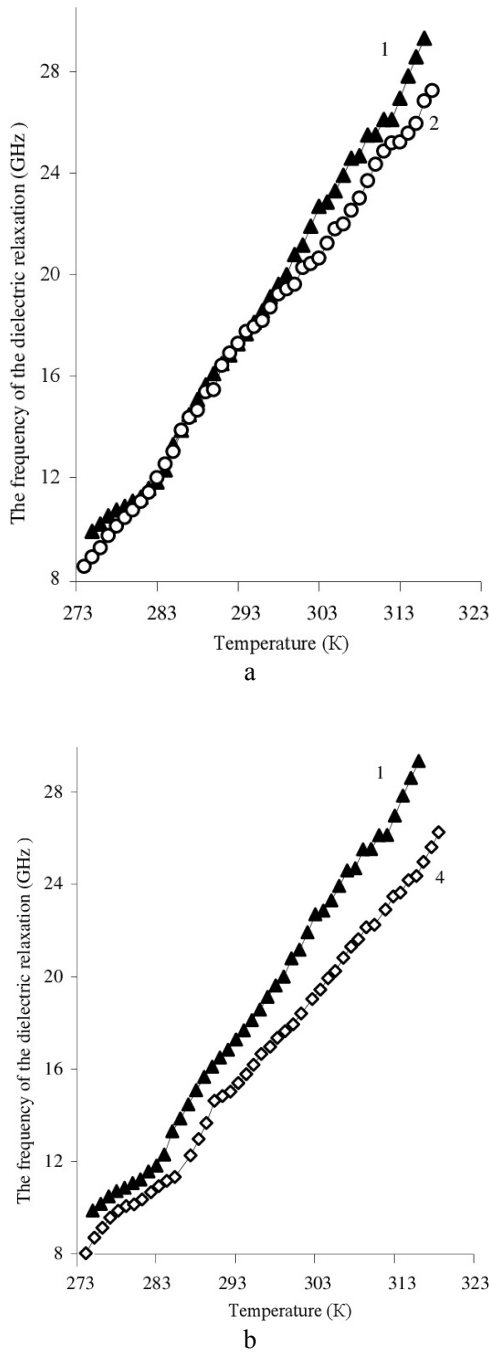 The frequency of the dielectric relaxation (GHz)
28
24
20
16
12
8
1
2
273 283 293 303 313 323
Temperature (K)
a
The frequency of the dielectric relaxation (GHz )
28
24
20
16
12
8
1
4
273 283 293 303 313 323
Temperature (K)
b